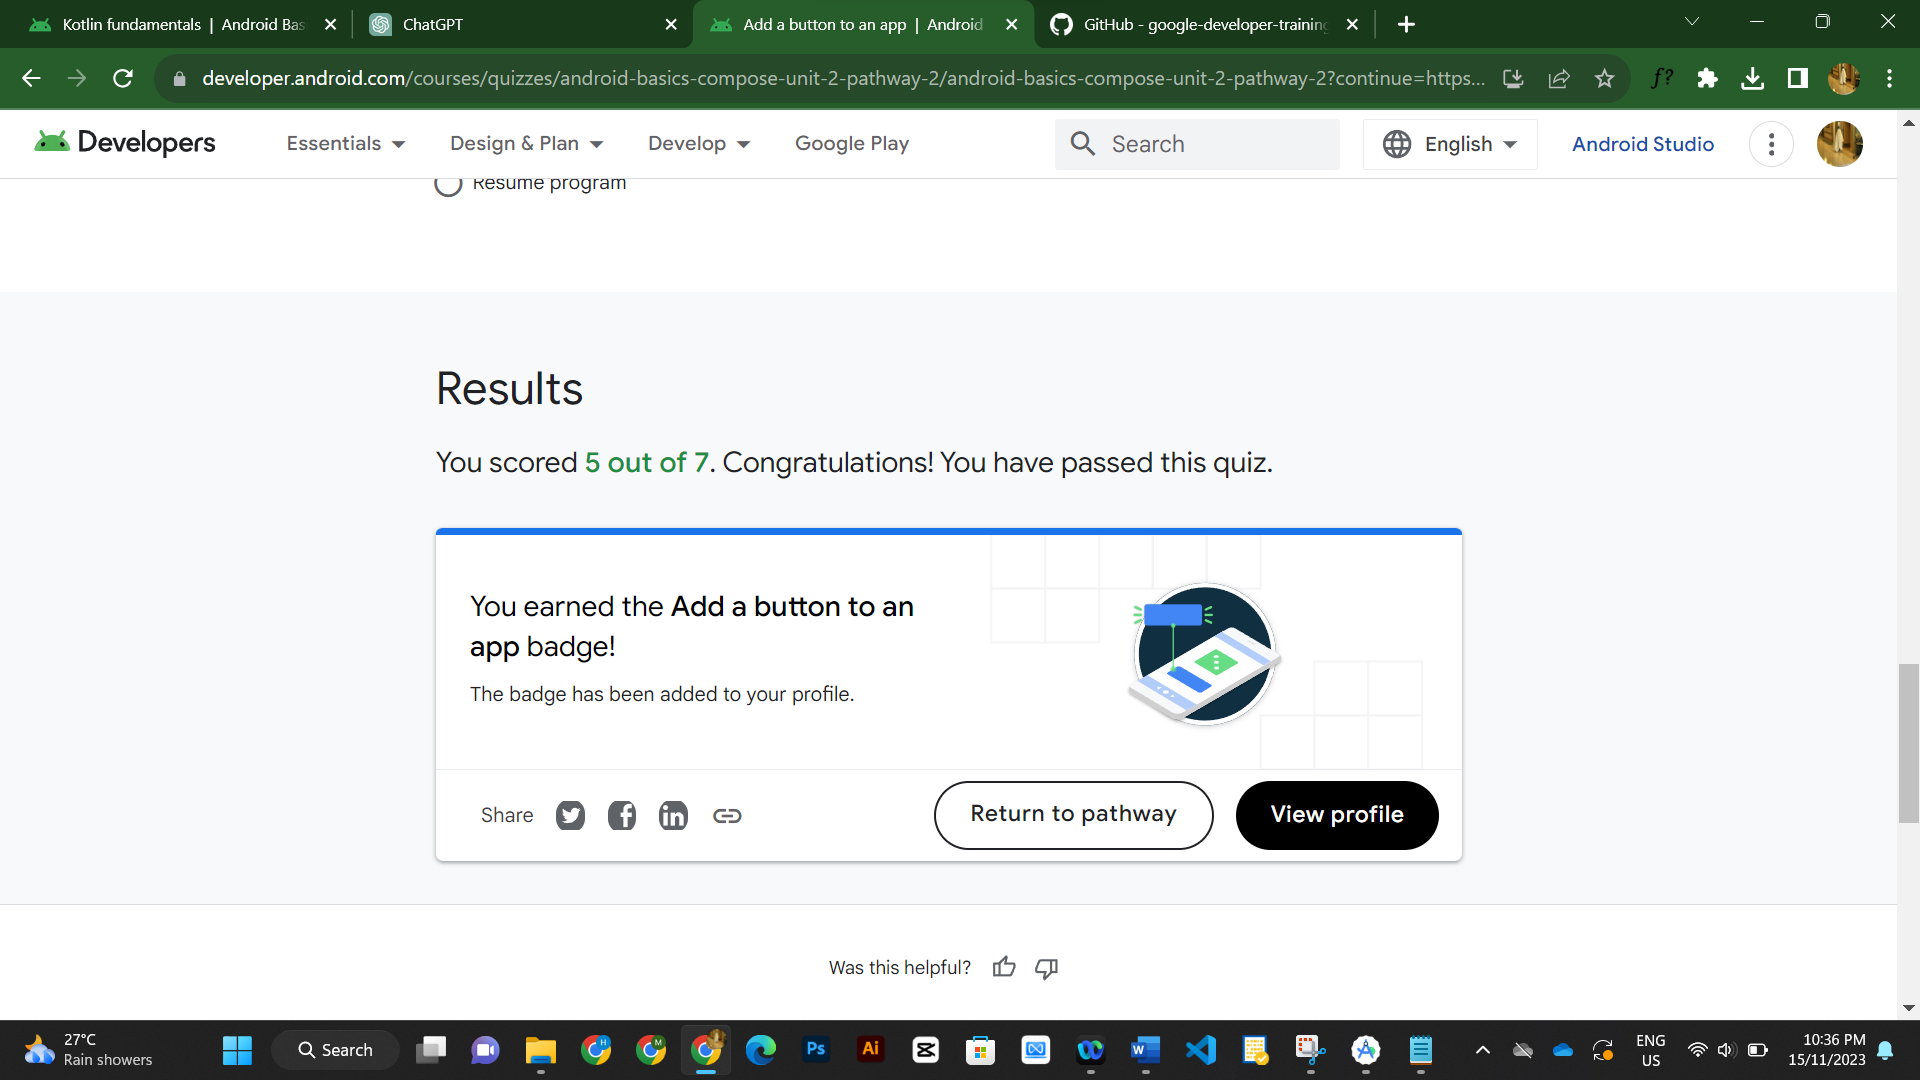 Kotlin fundamentals | Android Bas
ChatGPT
Add a button to an app | Android
GitHub - google-developer-training
developer.android.com/courses/quizzes/android-basics-compose-unit-2-pathway-2/android-basics-compose-unit-2-pathway-2?continue=https...
f?
Developers
Essentials
Design & Plan
Develop
Google Play
Search
English
Android Studio
Resume program
Results
You scored 5 out of 7. Congratulations! You have passed this quiz.
You earned the Add a button to an
app badge!
The badge has been added to your profile.
Share
Return to pathway
View profile
Was this helpful?
27°C
Rain showers
Search
H
M
Ps
Ai
W
ENG
US
10:36 PM
15/11/2023